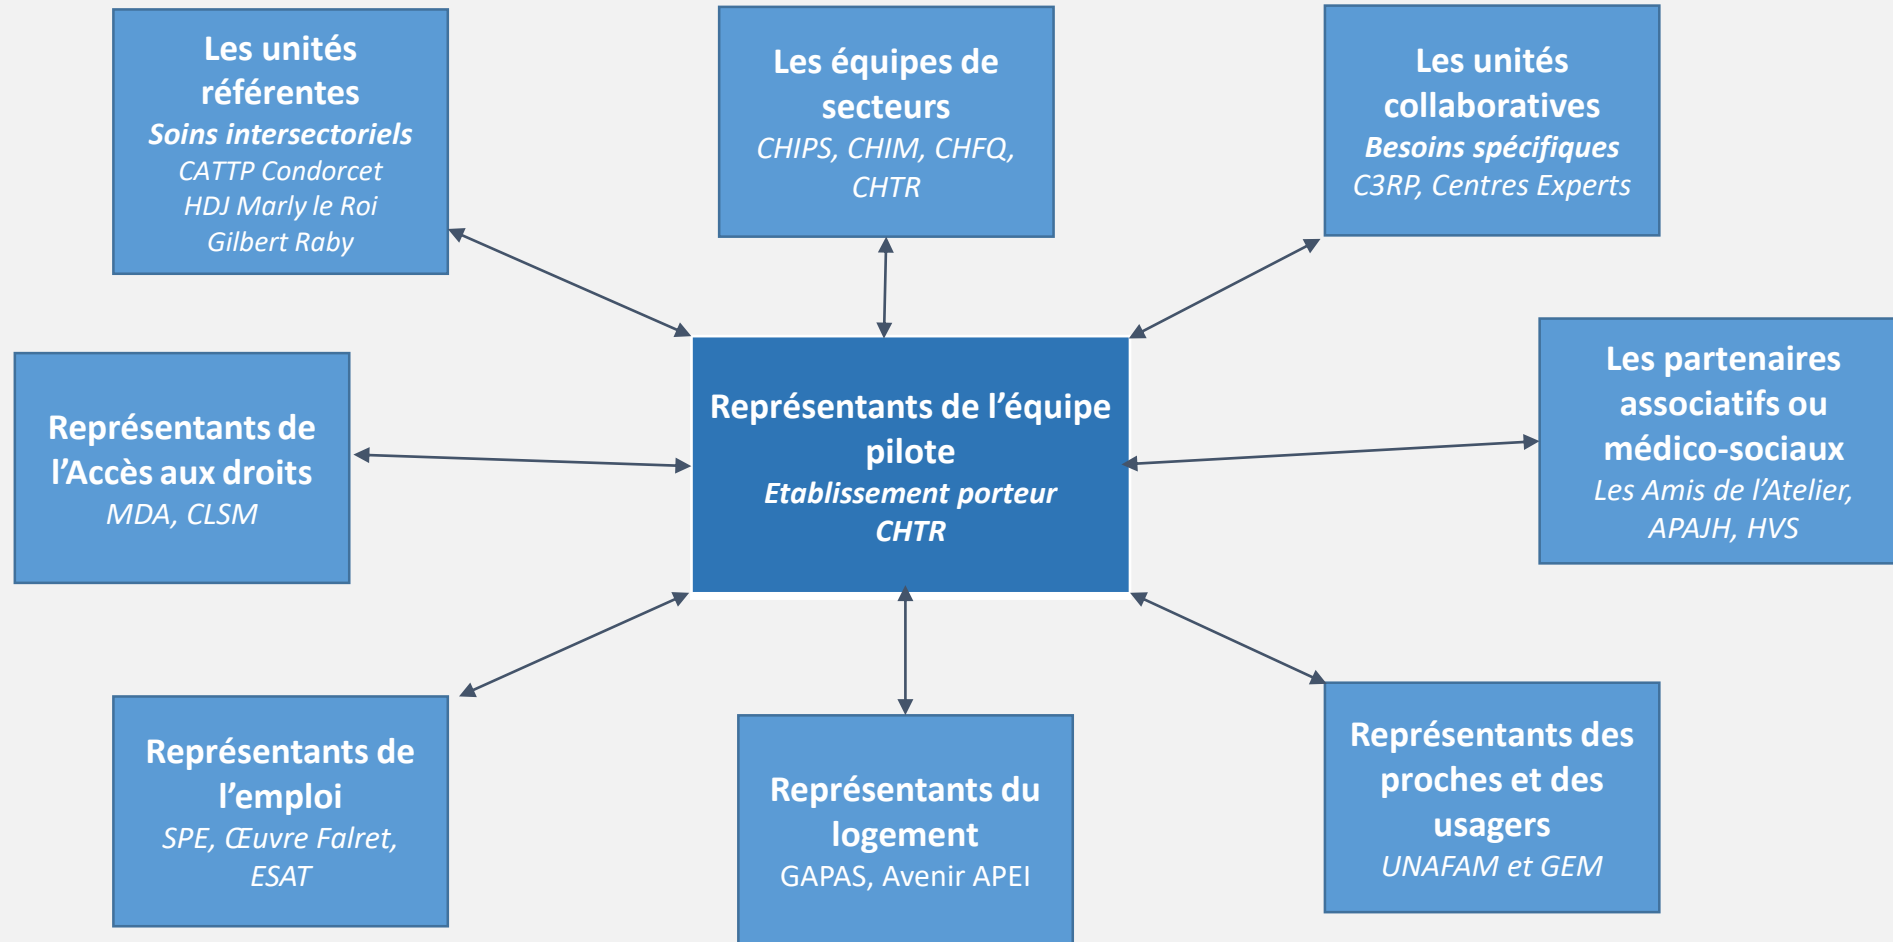 Les unités
référentes
Soins intersectoriels
CATTP Condorcet
HDJ Marly le Roi
Gilbert Raby
Les équipes de
secteurs
CHIPS, CHIM, CHFQ,
CHTR
Les unités
collaboratives
Besoins spécifiques
C3RP, Centres Experts
Représentants de
l’Accès aux droits
MDA, CLSM
Représentants de l’équipe
pilote
Etablissement porteur
CHTR
Les partenaires
associatifs ou
médico-sociaux
Les Amis de l’Atelier,
APAJH, HVS
Représentants de
l’emploi
SPE, Œuvre Falret,
ESAT
Représentants du
logement
GAPAS, Avenir APEI
Représentants des
proches et des
usagers
UNAFAM et GEM